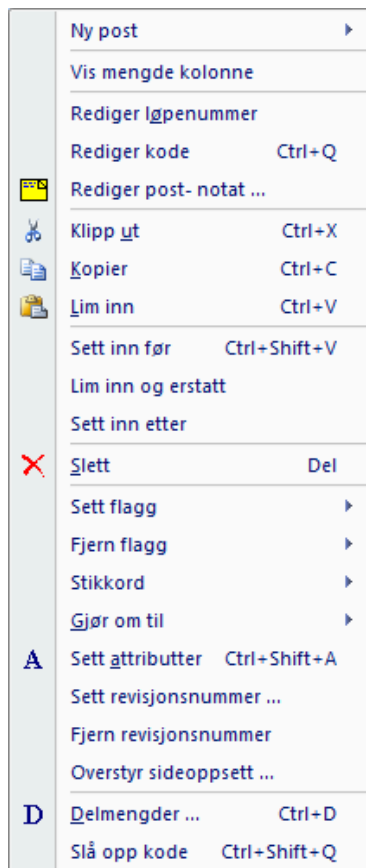 Ny post
Vis mengde kolonne
Rediger løpenummer
Rediger kode Ctrl+Q
Rediger post- notat ...
Klipp ut Ctrl+X
Kopier Ctrl+C
Lim inn Ctrl+V
Sett inn før Ctrl+Shift+V
Lim inn og erstatt
Sett inn etter
Slett Del
Sett flagg
Fjern flagg
Stikkord
Gjør om til
A Sett attributter Ctrl+Shift+A
Sett revisjonsnummer ...
Fjern revisjonsnummer
Overstyr sideoppsett ...
D Delmengder ... Ctrl+D
Slå opp kode Ctrl+Shift+Q